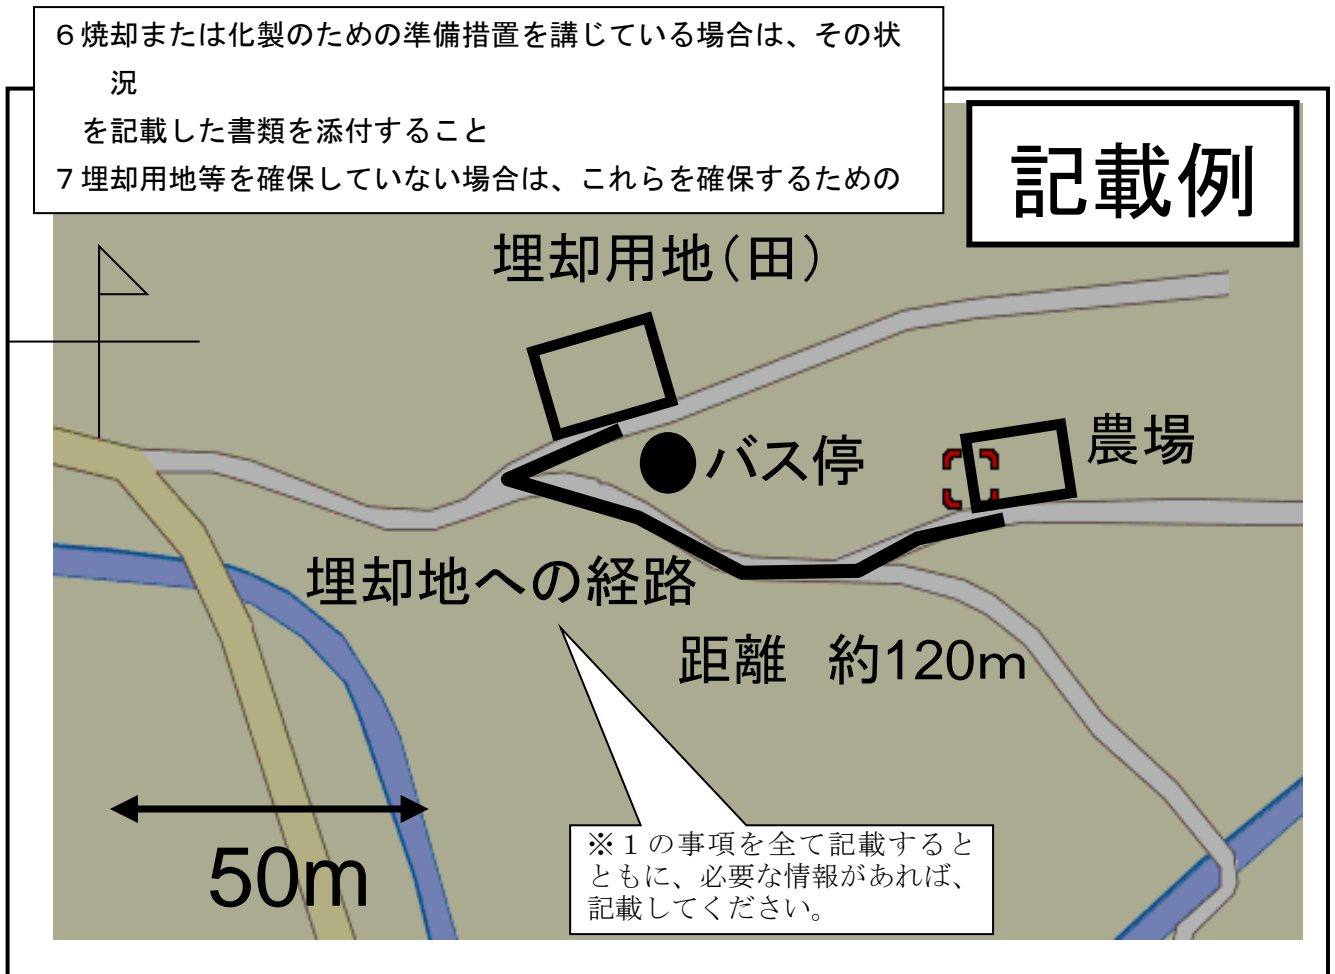 ６焼却または化製のための準備措置を講じている場合は、その状
況
を記載した書類を添付すること
７埋却用地等を確保していない場合は、これらを確保するための
記載例
埋却用地（田）
バス停
農場
埋却地への経路
距離　約120ｍ
50m
※１の事項を全て記載すると
ともに、必要な情報があれば、
記載してください。